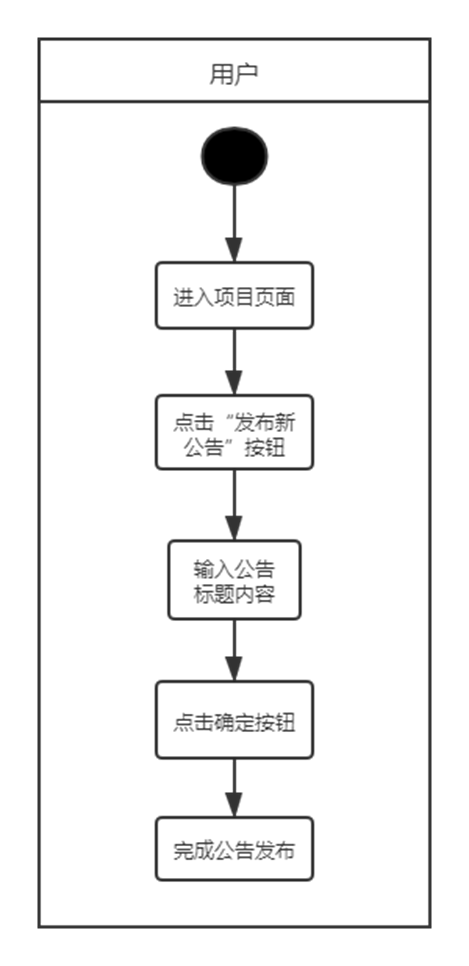 用户
进入项目页面
点击“发布新
公告”按钮
输入公告
标题内容
点击确定按钮
完成公告发布